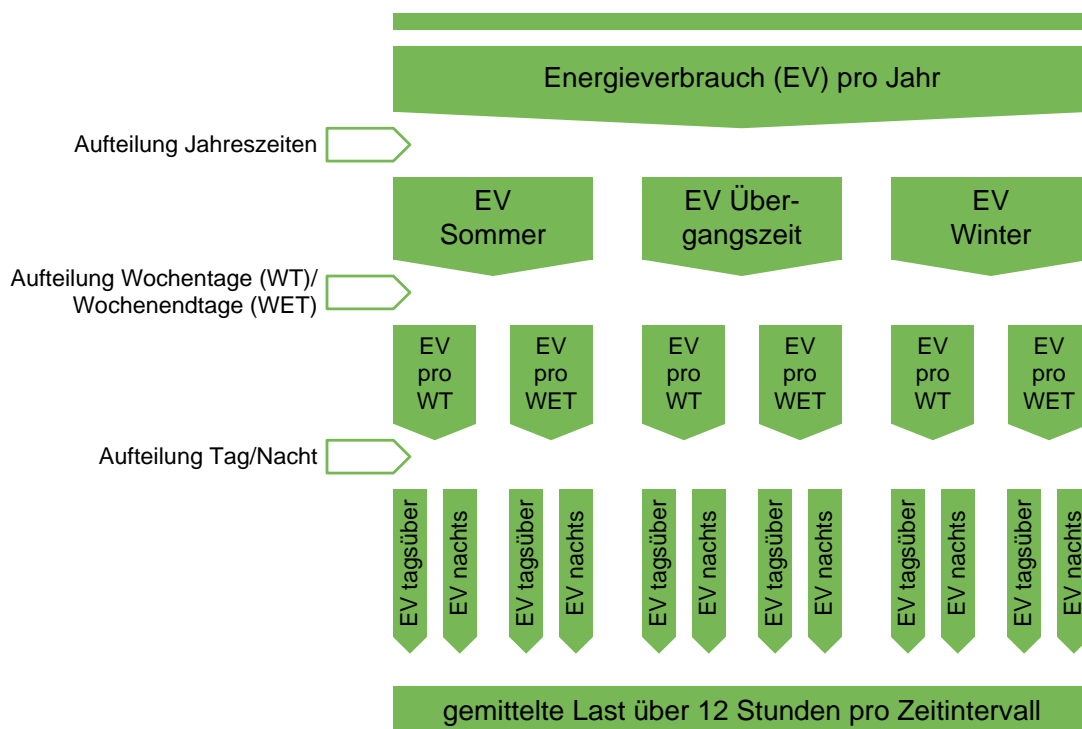 Energieverbrauch (EV) pro Jahr
Aufteilung Jahreszeiten
EV
Sommer
EV Über-
gangszeit
EV
Winter
Aufteilung Wochentage (WT)/
Wochenendtage (WET)
EV
pro
WT
EV
pro
WET
EV
pro
WT
EV
pro
WET
EV
pro
WT
EV
pro
WET
Aufteilung Tag/Nacht
EV tagsüber
EV nachts
EV tagsüber
EV nachts
EV tagsüber
EV nachts
EV tagsüber
EV nachts
EV tagsüber
EV nachts
EV tagsüber
EV nachts
gemittelte Last über 12 Stunden pro Zeitintervall